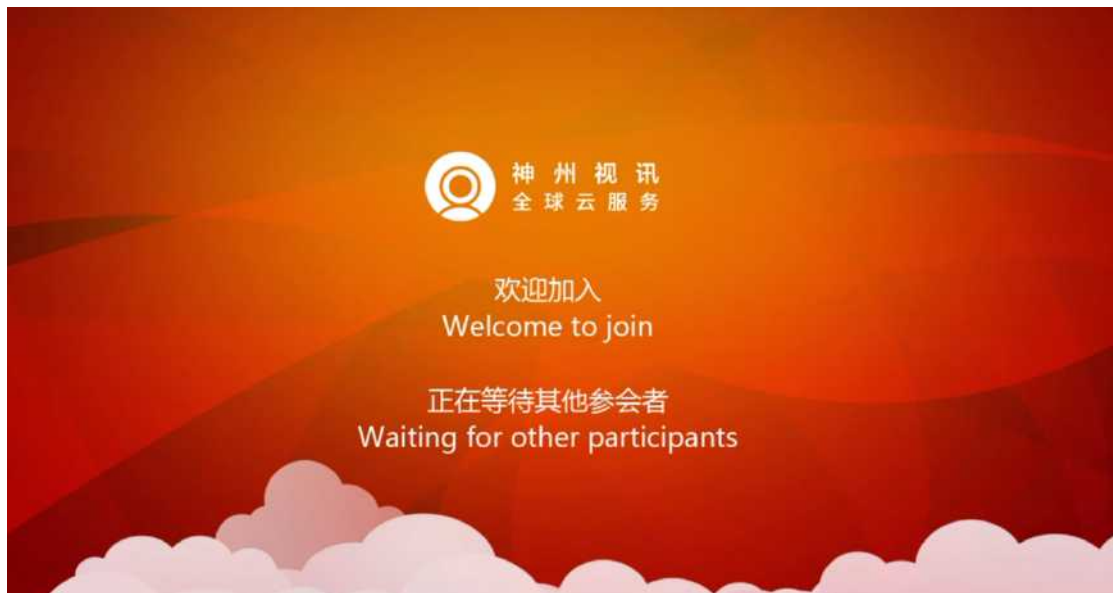 神州视讯
全球云服务
欢迎加入
Welcome to join
正在等待其他参会者
Waiting for other participants